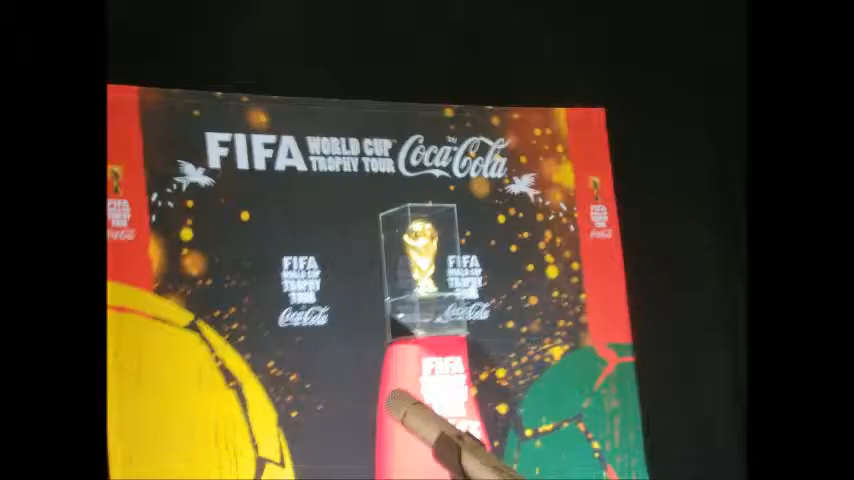 FIFA WORLD CUP Coca-Cola
TROPHY TOUR
FIFA
WORLD CUP
TROPHY
TOUR
Coca-Cola
FIFA
WORLD CUP
TROPHY
TOUR
Coca-Cola
FIFA